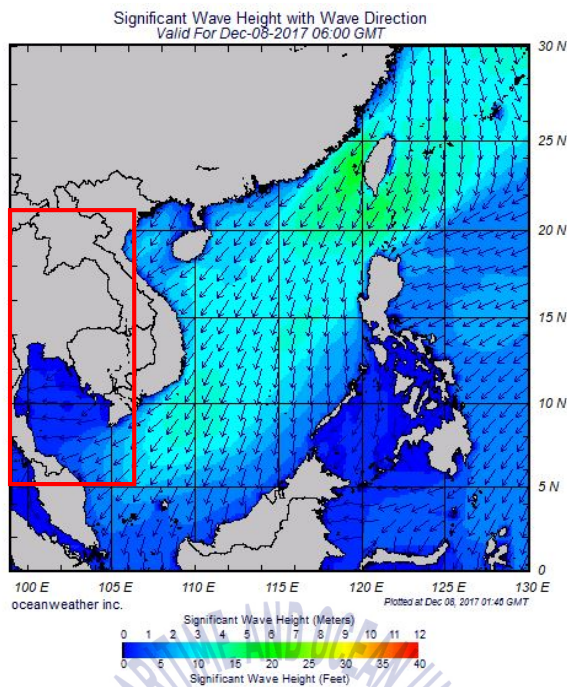 Significant Wave Height with Wave Direction
Valid For Dec-08-2017 06:00 GMT
30 N
25 N
20 N
15 N
10 N
5 N
0
100 E 105 E 110 E 115 E 120 E 125 E 130 E
oceanweather inc.
Plotted at Dec 08, 2017 01:46 GMT
Significant Wave Height (Meters)
0 1 2 3 4 5 6 7 8 9 10 11 12
0 5 10 15 20 25 30 35 40
Significant Wave Height (Feet)
AND OCEAN